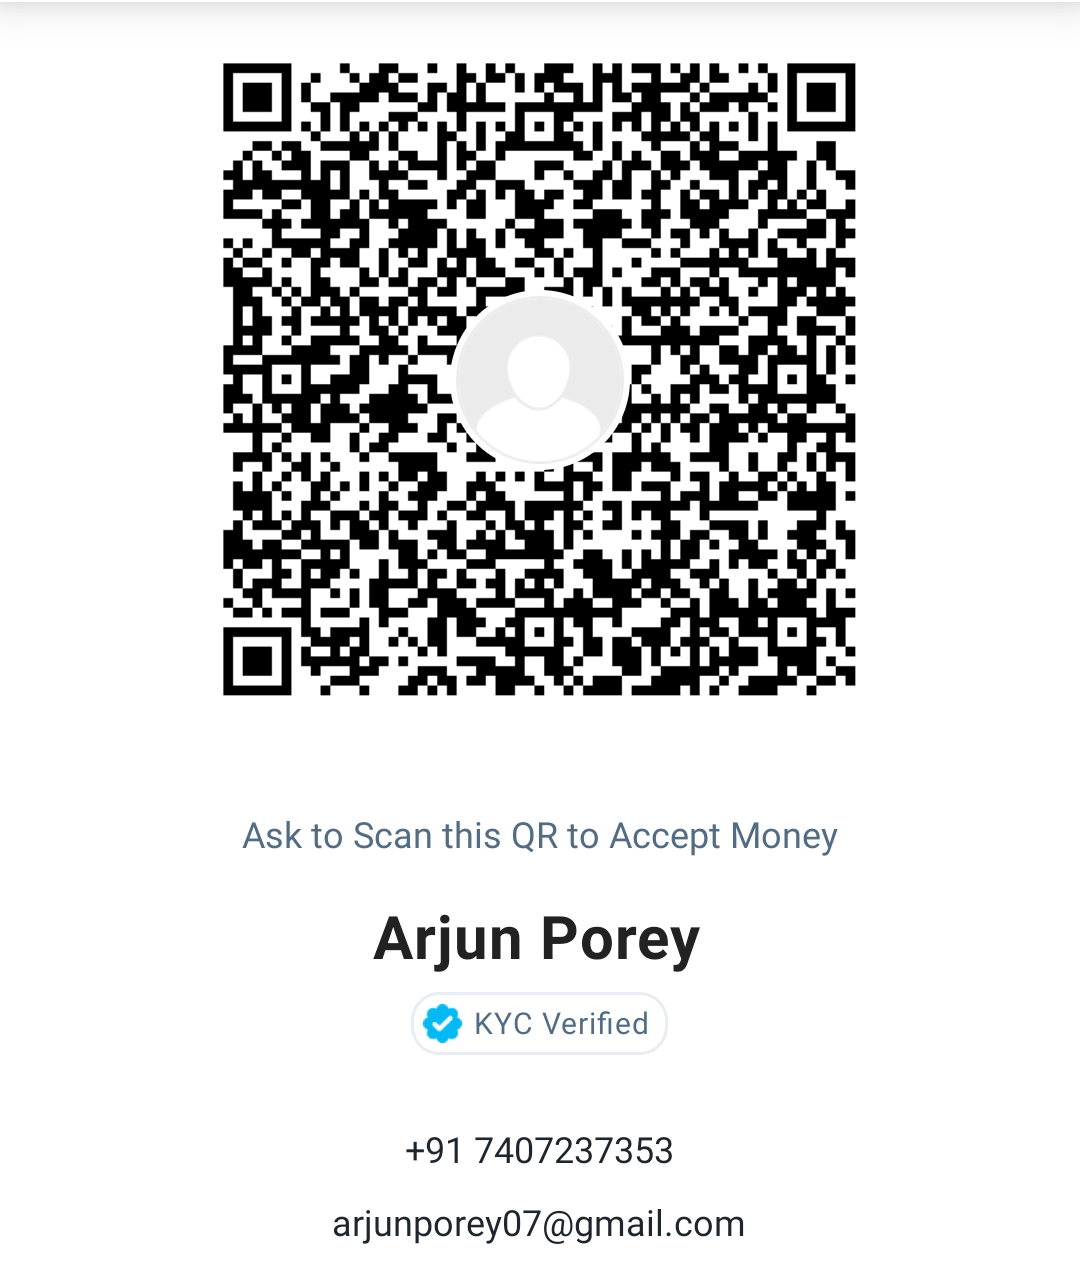 Ask to Scan this QR to Accept Money
Arjun Porey
KYC Verified
+91 7407237353
arjunporey07@gmail.com